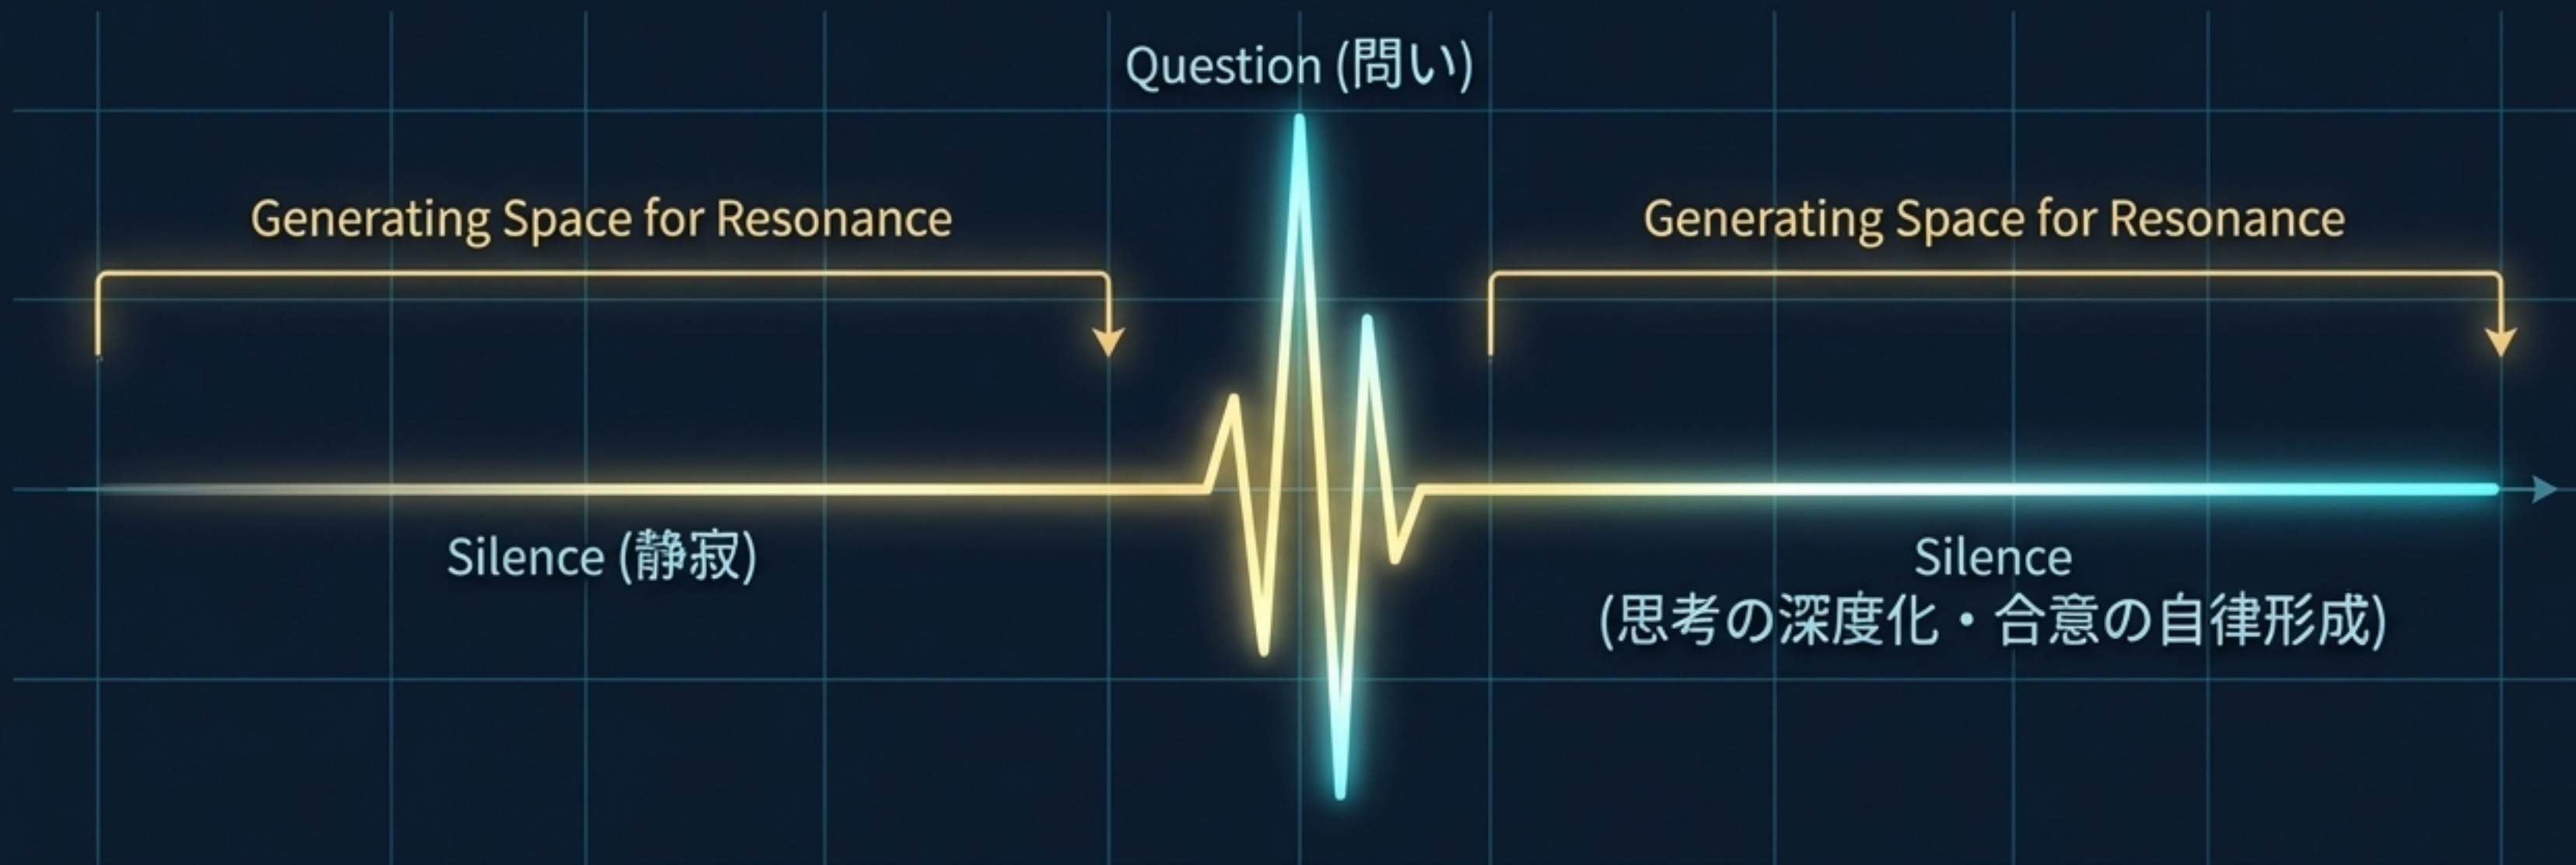 Question (問い)
Generating Space for Resonance
Generating Space for Resonance
Silence (静寂)
Silence
(思考の深度化・合意の自律形成)